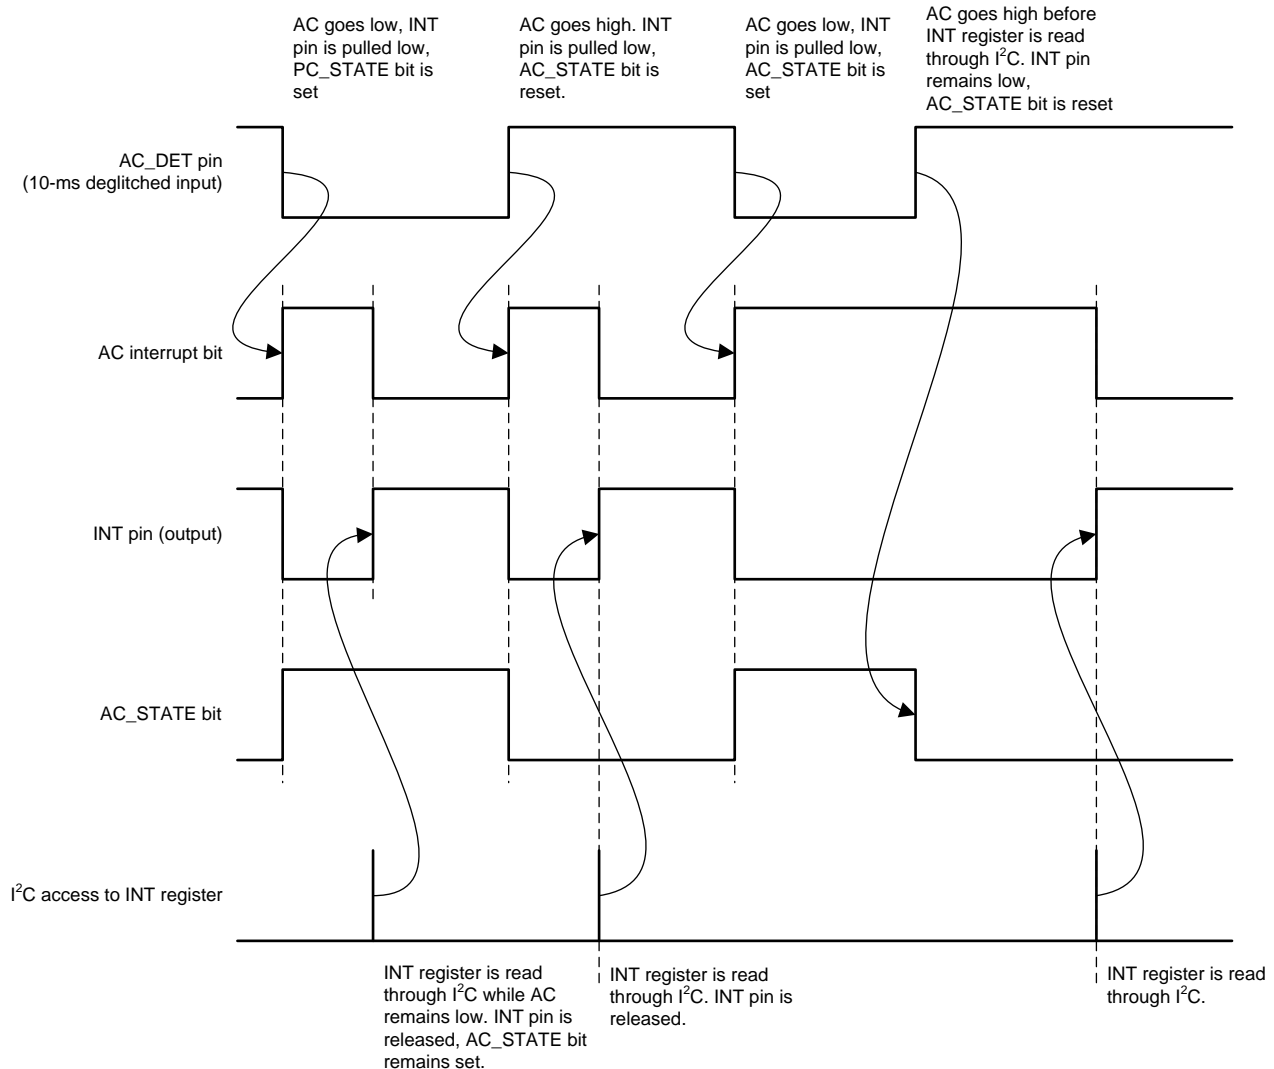 AC goes low, INT
pin is pulled low,
PC_STATE bit is
set
AC goes high. INT
pin is pulled low,
AC_STATE bit is
reset.
AC goes low, INT
pin is pulled low,
AC_STATE bit is
set
AC goes high before
INT register is read
through I²C. INT pin
remains low,
AC_STATE bit is reset
AC_DET pin
(10-ms deglitched input)
AC interrupt bit
INT pin (output)
AC_STATE bit
I²C access to INT register
INT register is read
through I²C while AC
remains low. INT pin is
released, AC_STATE bit
remains set.
INT register is read
through I²C. INT pin is
released.
INT register is read
through I²C.